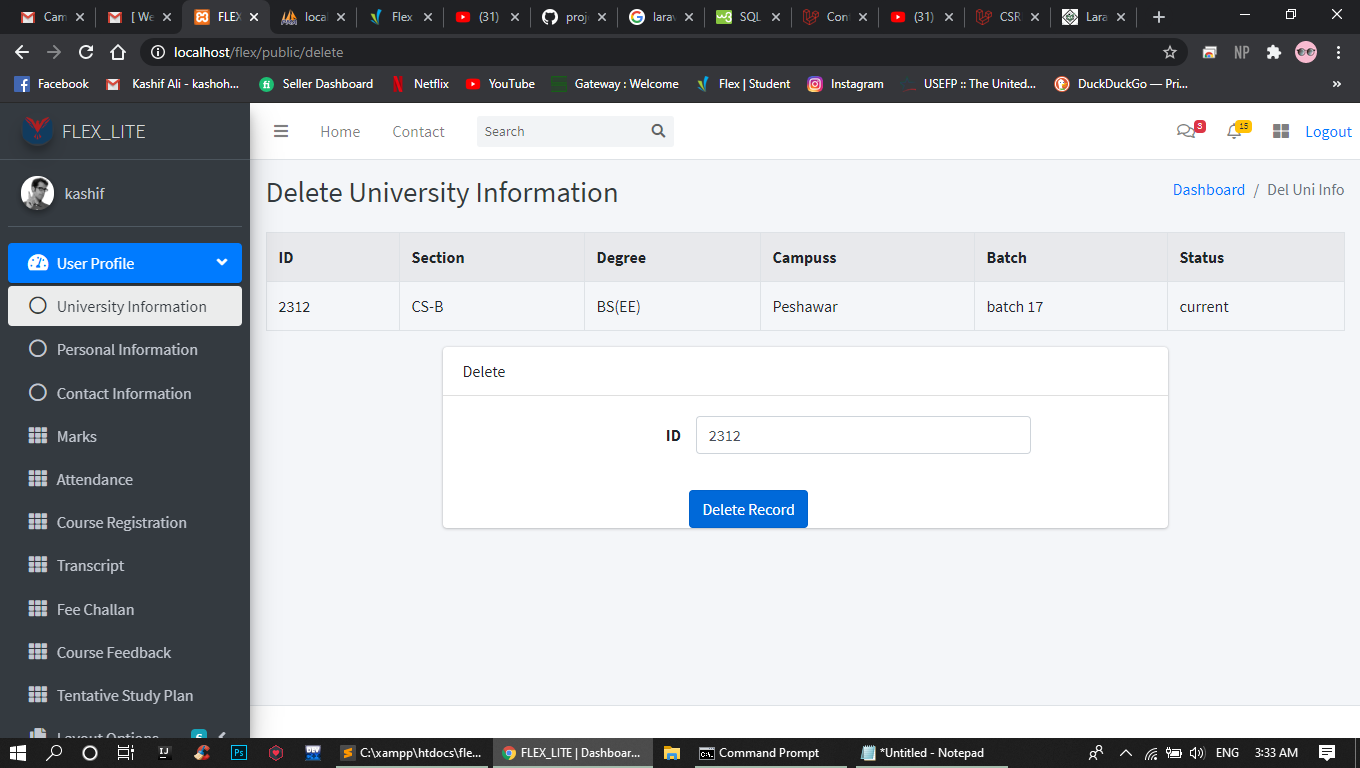 Cam
[ We
FLEX
local
Flex
(31)
proj
larav
SQL
Con
(31)
CSR
Lara
localhost/flex/public/delete
NP
Facebook
Kashif Ali - kashoh...
Seller Dashboard
Netflix
YouTube
Gateway : Welcome
Flex | Student
Instagram
USEFP :: The United...
DuckDuckGo — Pri...
»
FLEX_LITE
Home
Contact
Search
3
15
Logout
kashif
Delete University Information
Dashboard / Del Uni Info
User Profile
University Information
Personal Information
Contact Information
Marks
Attendance
Course Registration
Transcript
Fee Challan
Course Feedback
Tentative Study Plan
Layout Options
6
ID Section Degree Campuss Batch Status
2312 CS-B BS(EE) Peshawar batch 17 current
Delete
ID 2312
Delete Record
IJ
Ps
DEV
C:\xampp\htdocs\fle...
FLEX_LITE | Dashboar...
Command Prompt
*Untitled - Notepad
ENG
3:33 AM